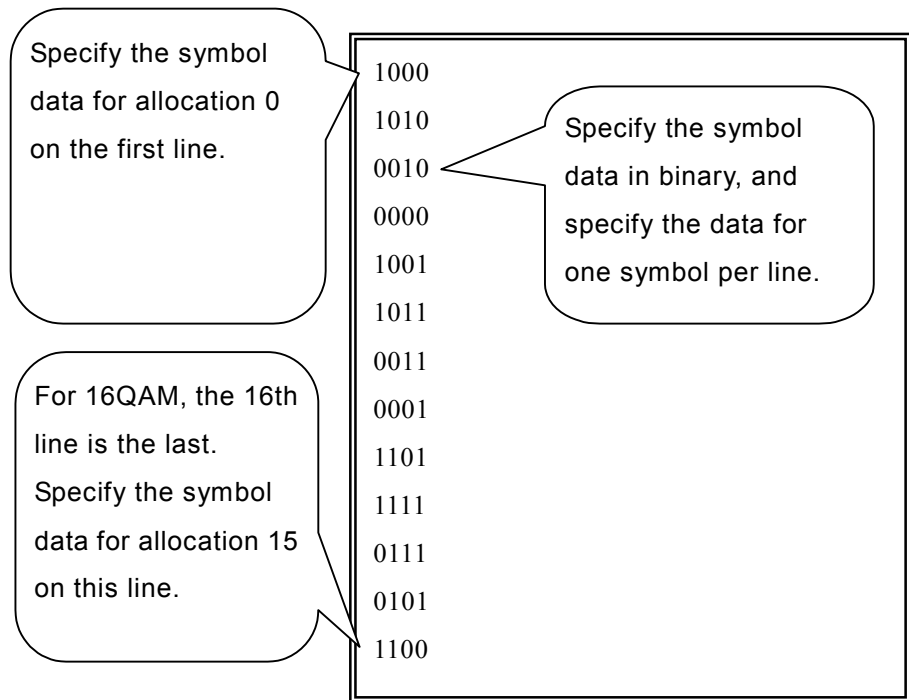 Specify the symbol
data for allocation 0
on the first line.
1000
1010
0010
0000
1001
1011
0011
0001
1101
1111
0111
0101
1100
Specify the symbol
data in binary, and
specify the data for
one symbol per line.
For 16QAM, the 16th
line is the last.
Specify the symbol
data for allocation 15
on this line.